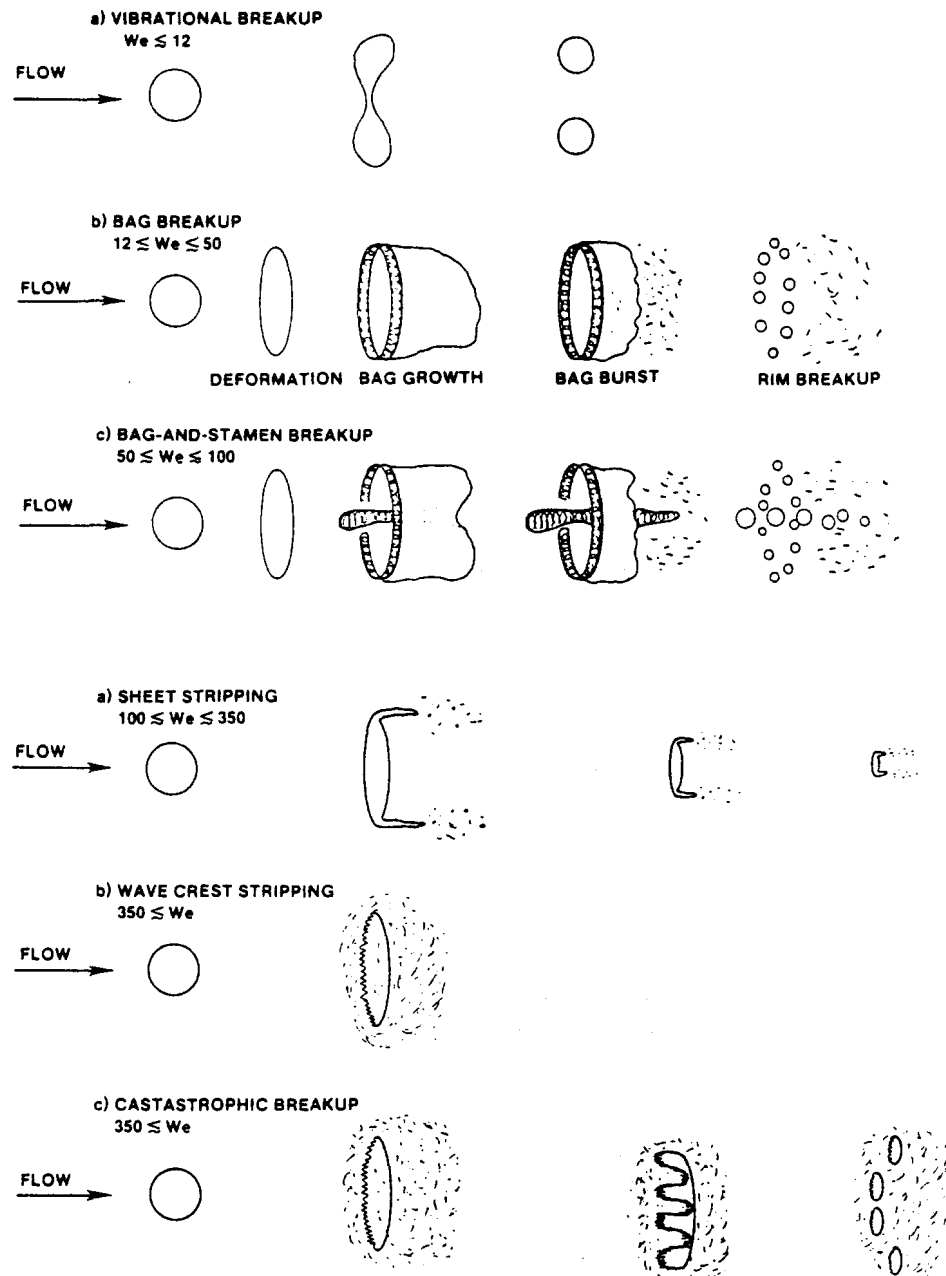 a) VIBRATIONAL BREAKUP
We ≲ 12
FLOW
b) BAG BREAKUP
12 ≲ We ≲ 50
FLOW
DEFORMATION BAG GROWTH BAG BURST RIM BREAKUP
c) BAG-AND-STAMEN BREAKUP
50 ≲ We ≲ 100
FLOW
a) SHEET STRIPPING
100 ≲ We ≲ 350
FLOW
b) WAVE CREST STRIPPING
350 ≲ We
FLOW
c) CASTASTROPHIC BREAKUP
350 ≲ We
FLOW